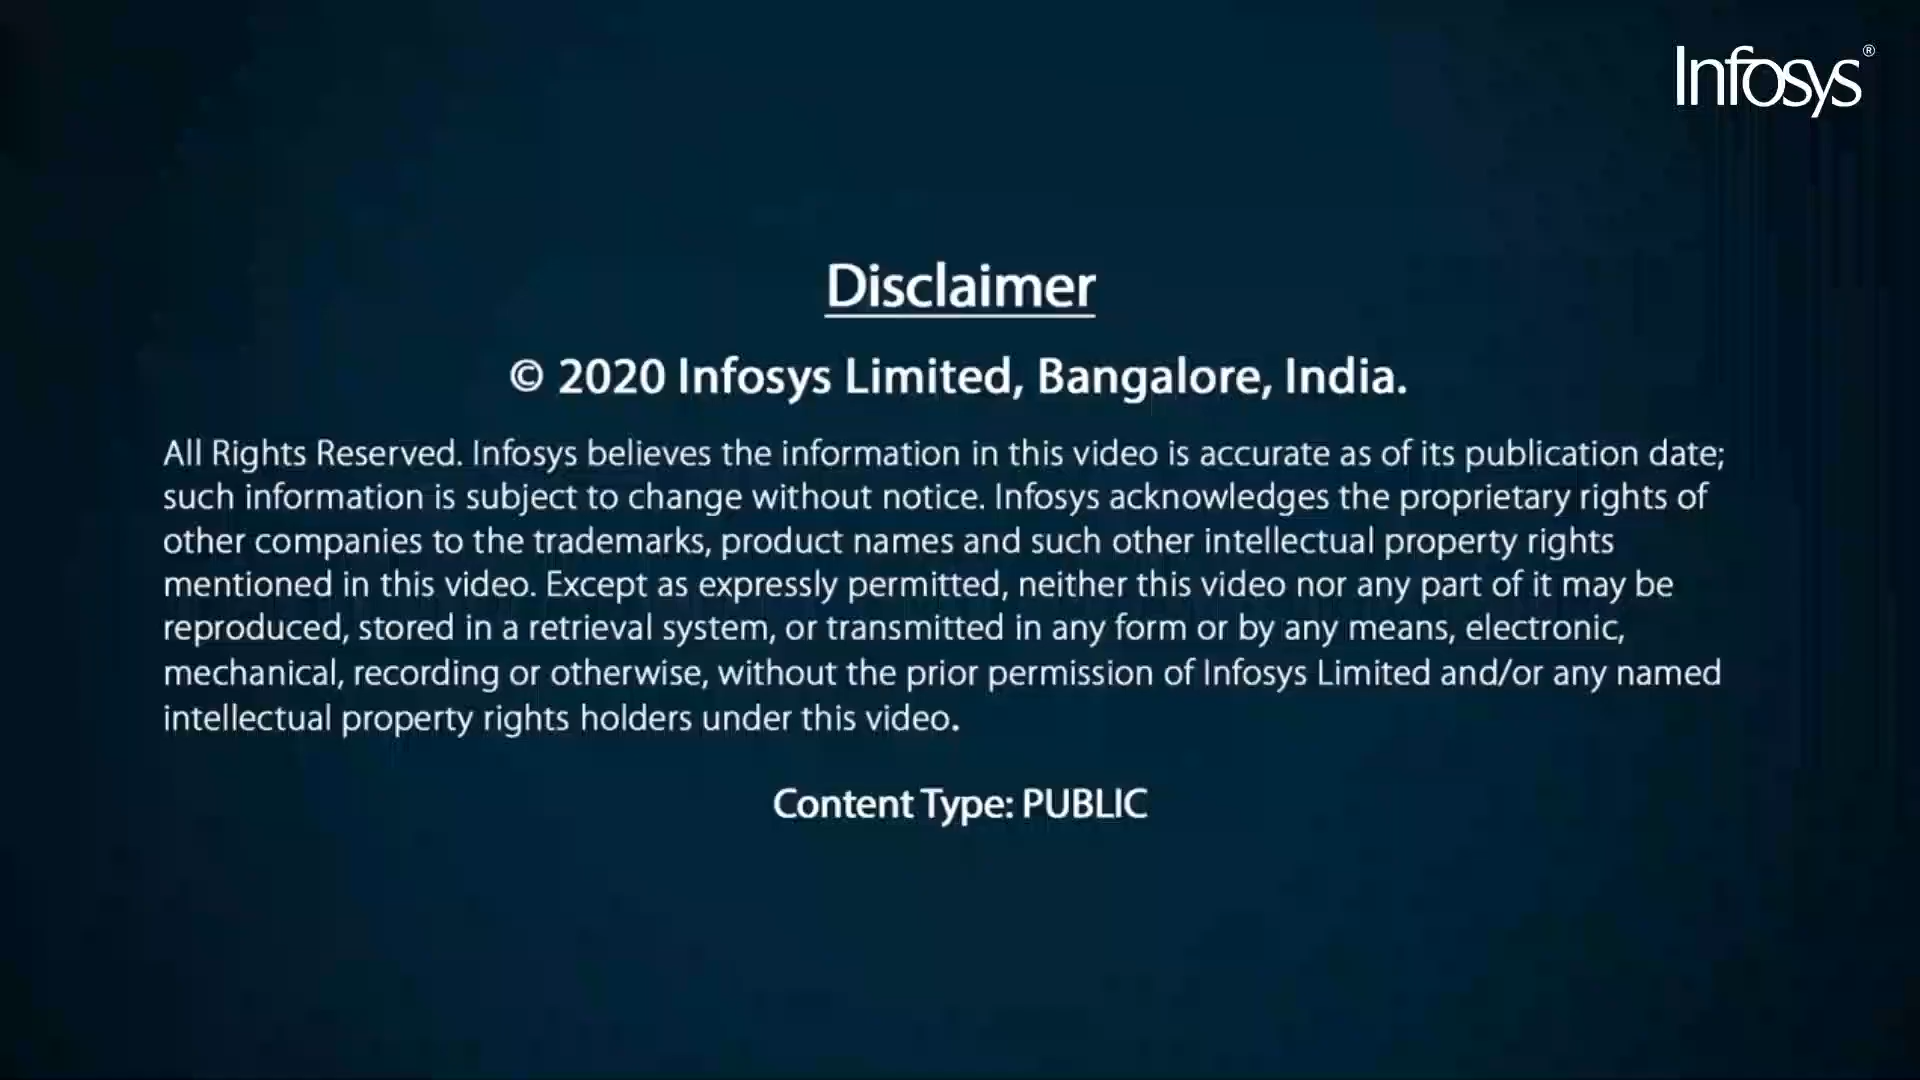 Infosys®
Disclaimer
© 2020 Infosys Limited, Bangalore, India.
All Rights Reserved. Infosys believes the information in this video is accurate as of its publication date;
such information is subject to change without notice. Infosys acknowledges the proprietary rights of
other companies to the trademarks, product names and such other intellectual property rights
mentioned in this video. Except as expressly permitted, neither this video nor any part of it may be
reproduced, stored in a retrieval system, or transmitted in any form or by any means, electronic,
mechanical, recording or otherwise, without the prior permission of Infosys Limited and/or any named
intellectual property rights holders under this video.
Content Type: PUBLIC